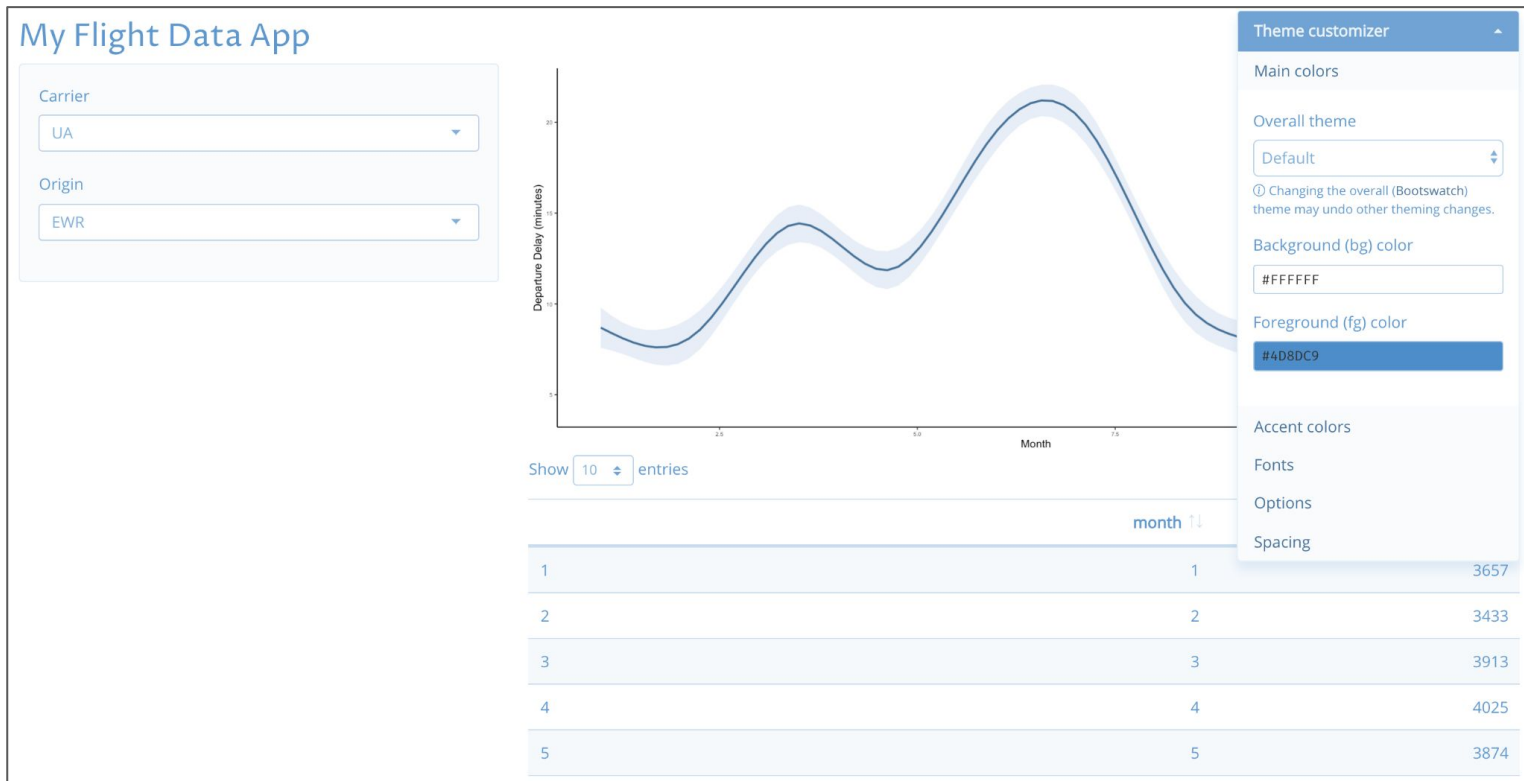 My Flight Data App
Carrier
UA
Origin
EWR
Departure Delay (minutes)
20
15
10
5
2.5
5.0
7.5
Month
Theme customizer
Main colors
Overall theme
Default
Changing the overall (Bootswatch)
theme may undo other theming changes.
Background (bg) color
#FFFFFF
Foreground (fg) color
#4D8DC9
Accent colors
Fonts
Options
Spacing
Show 10 entries
month
1 1 3657
2 2 3433
3 3 3913
4 4 4025
5 5 3874